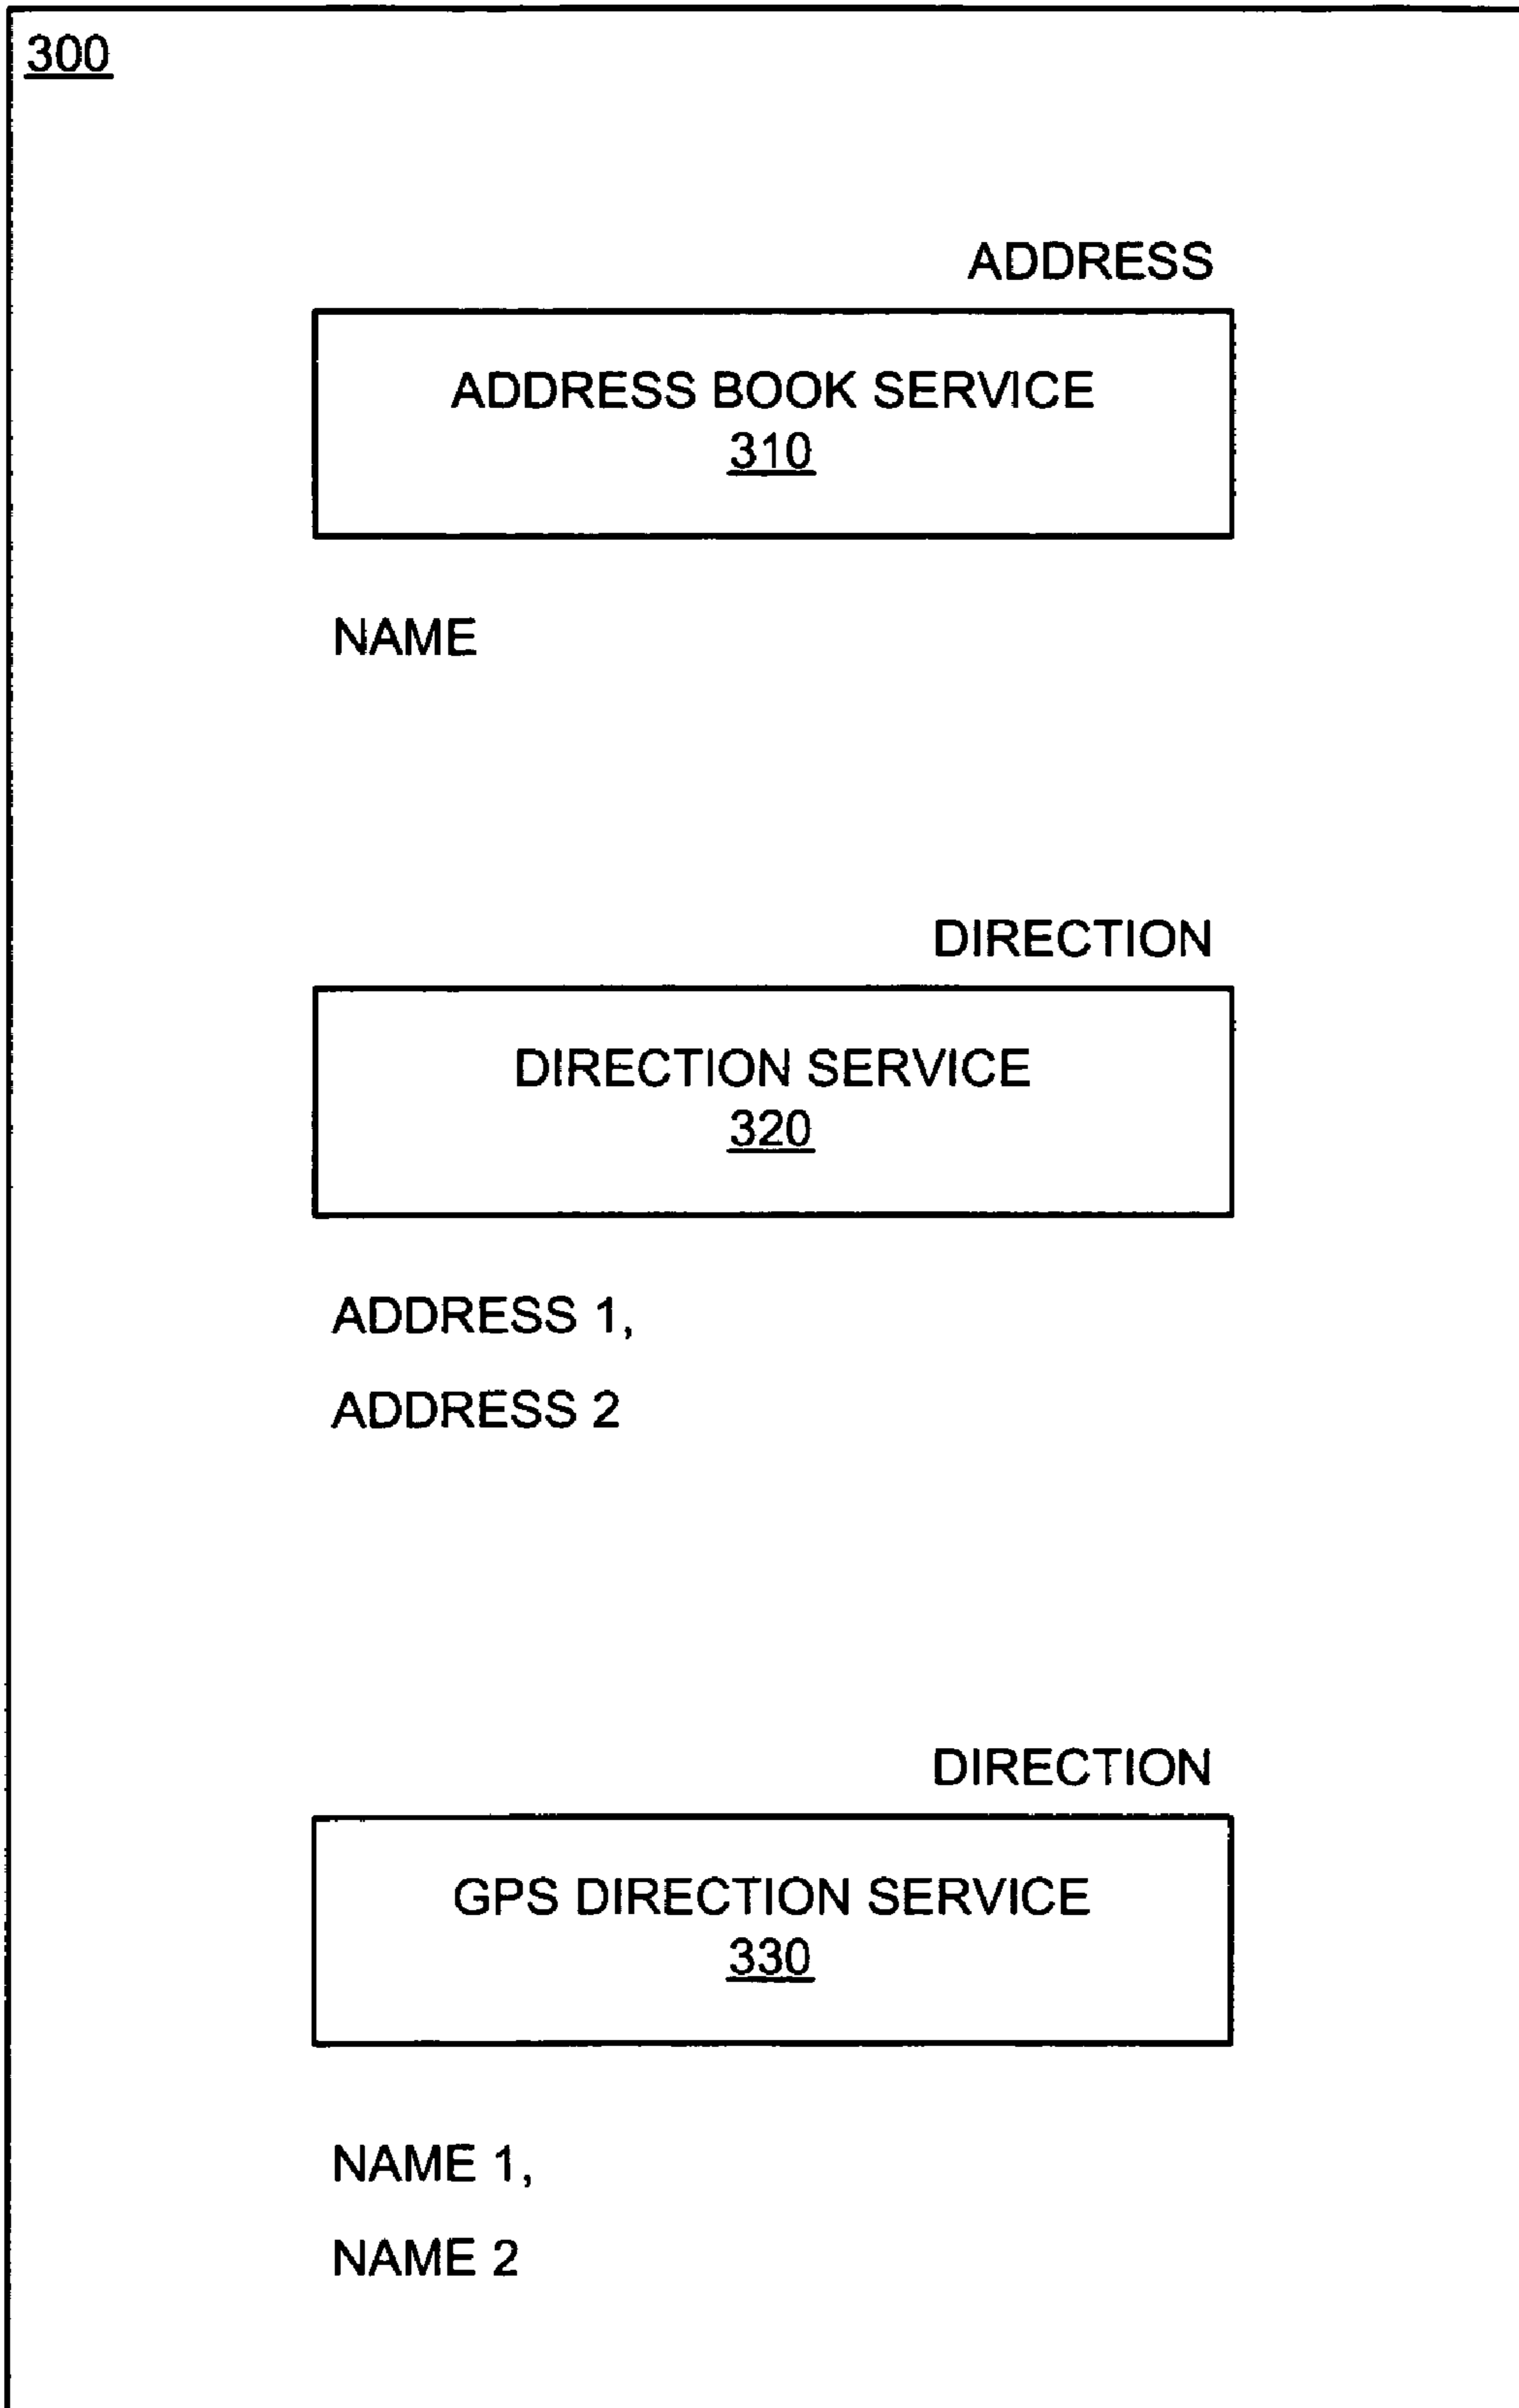 300
ADDRESS
ADDRESS BOOK SERVICE
310
NAME
DIRECTION
DIRECTION SERVICE
320
ADDRESS 1,
ADDRESS 2
DIRECTION
GPS DIRECTION SERVICE
330
NAME 1,
NAME 2